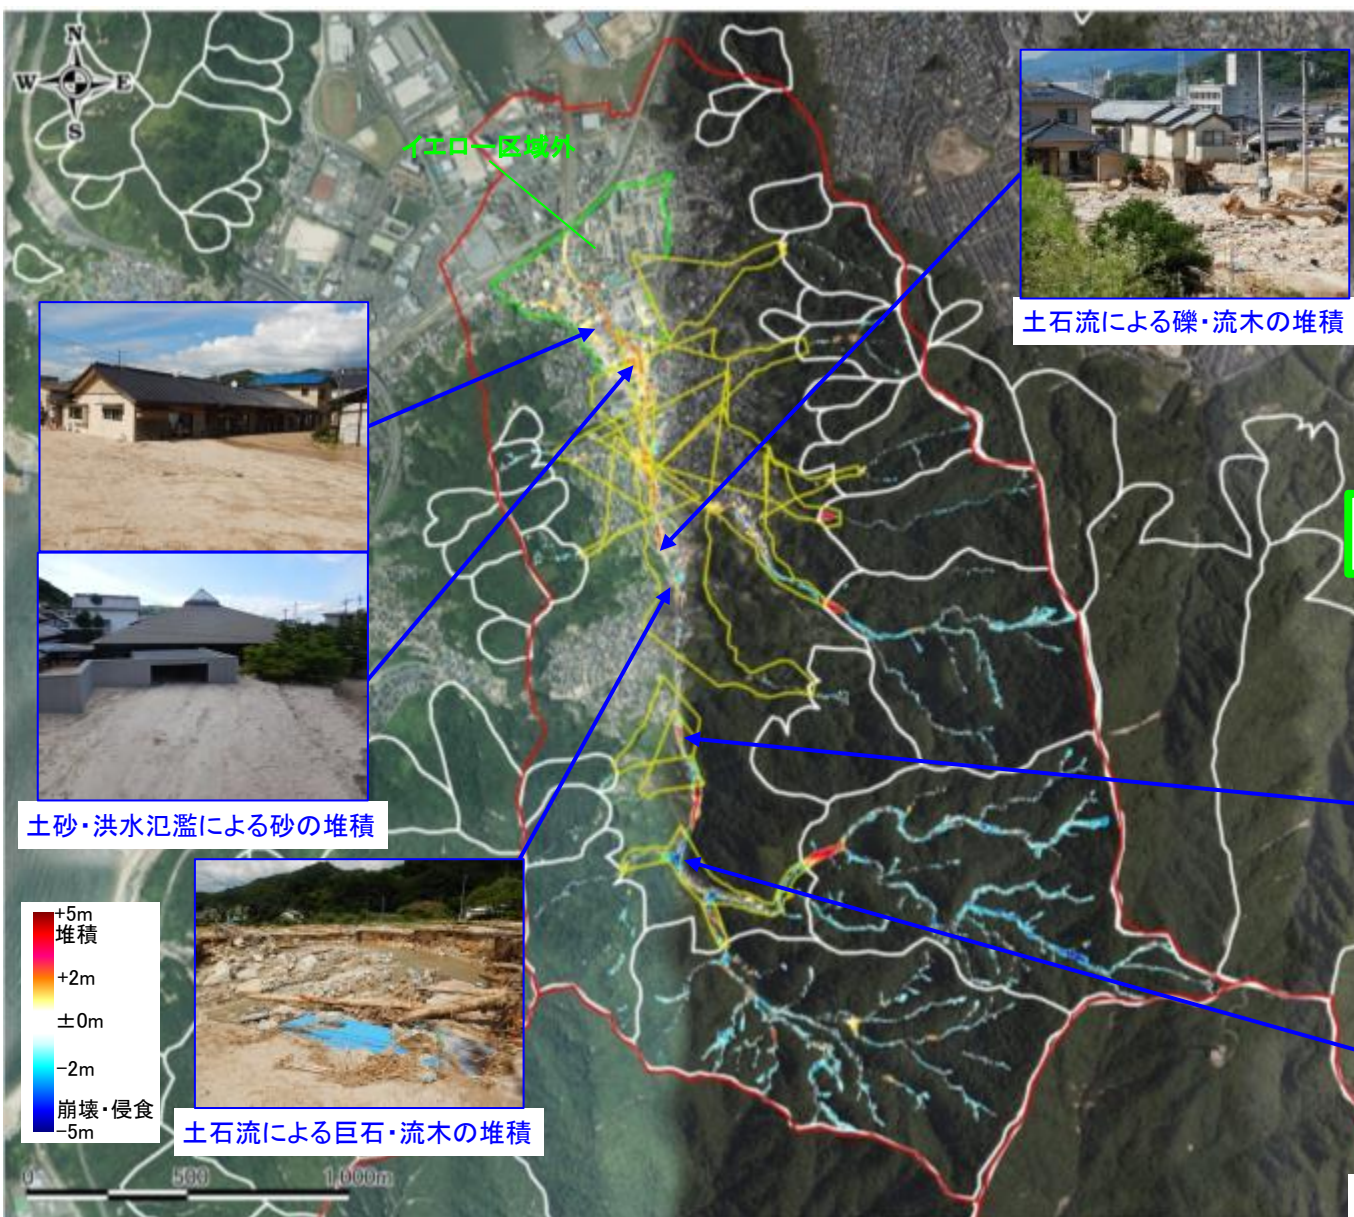 N
W E
S
イエロー区域外
土石流による礫・流木の堆積
土砂・洪水氾濫による砂の堆積
+5m
堆積
+2m
±0m
-2m
崩壊・侵食
-5m
土石流による巨石・流木の堆積
0 500 1,000m